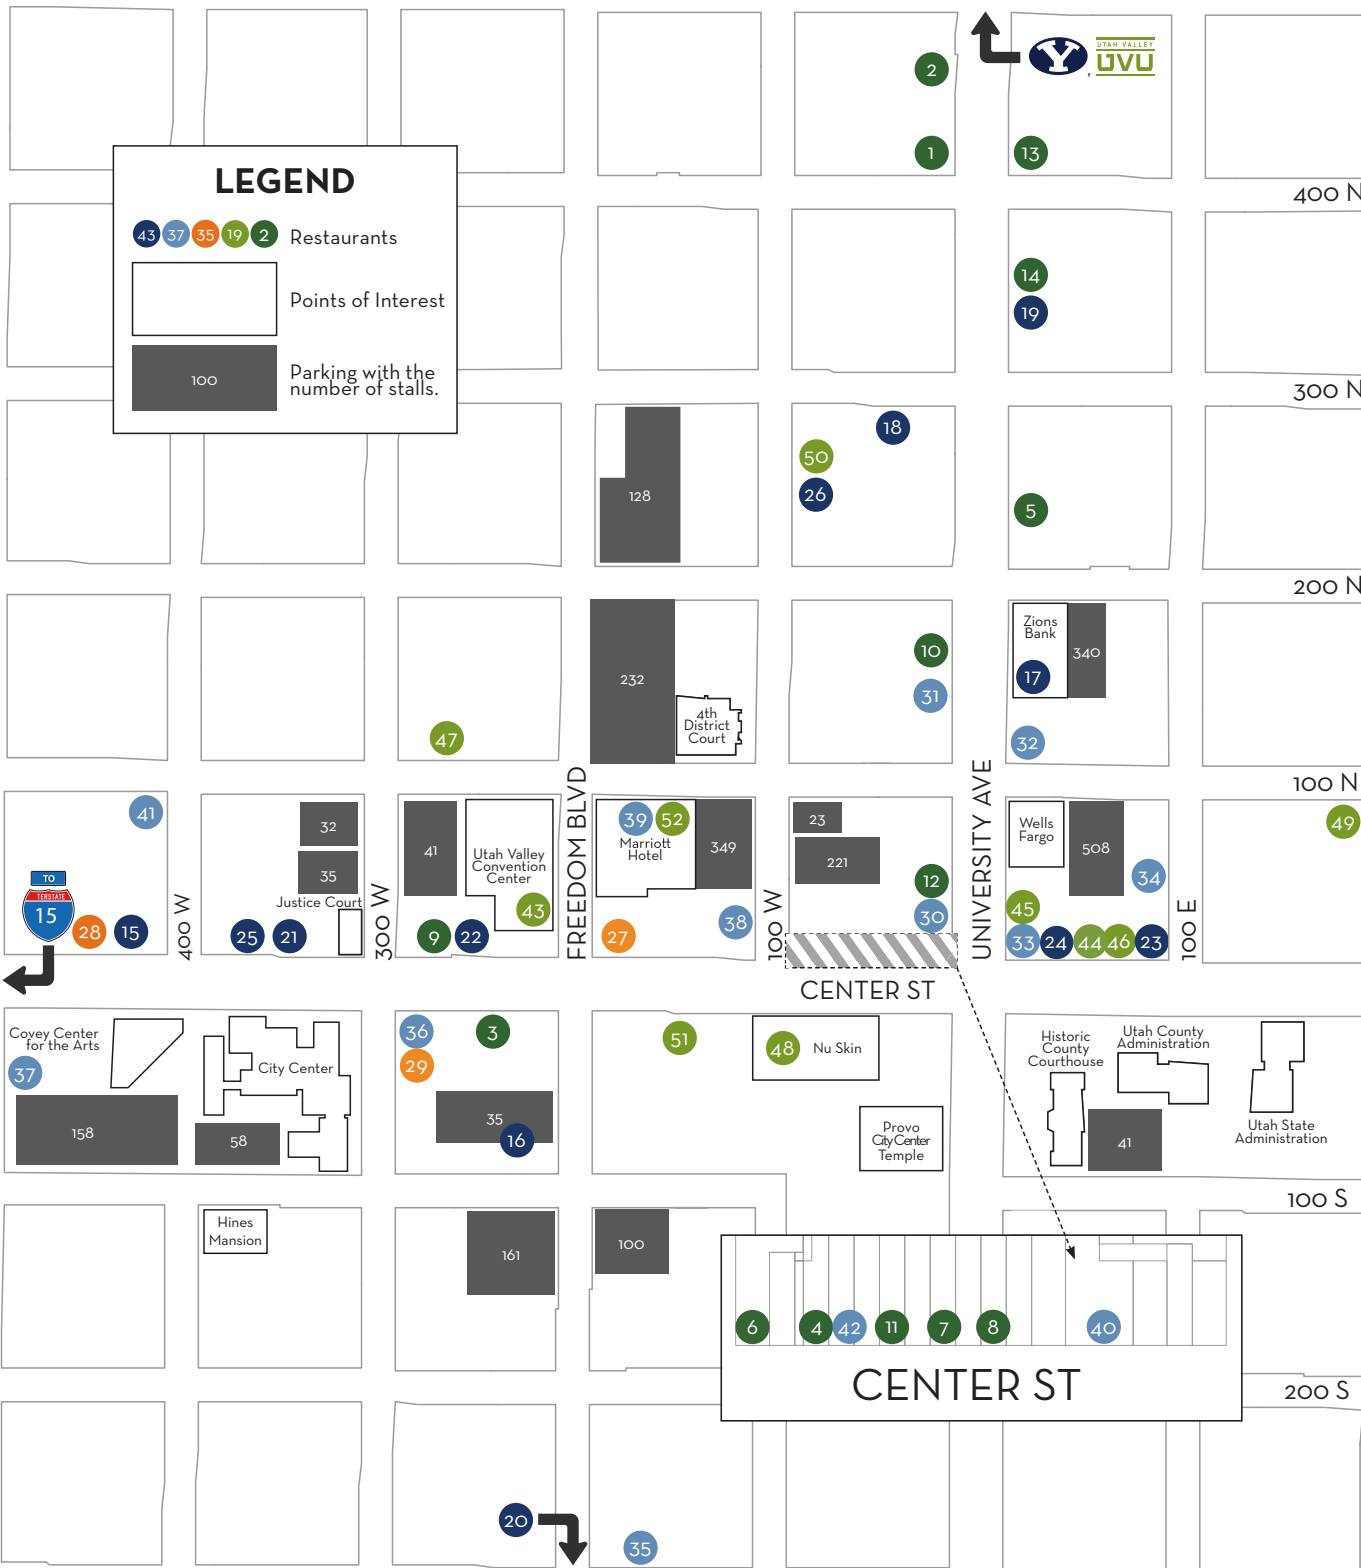 UTAH VALLEY
Y , UVU
2
1
13
400 N
LEGEND
43 37 35 19 2 Restaurants
Points of Interest
100
Parking with the
number of stalls.
14
19
300 N
18
50
26
128
5
200 N
Zions
Bank
340
17
10
31
32
232
4th
District
Court
47
FREEDOM BLVD
UNIVERSITY AVE
100 N
41
32
35
Justice Court
TO
TERSTATE
15
28
15
400 W
25
21
300 W
41
Utah Valley
Convention
Center
43
9
22
39
52
Marriott
Hotel
349
27
38
100 W
23
221
12
30
Wells
Fargo
508
34
45
33
24
44
46
23
100 E
49
CENTER ST
Covey Center
for the Arts
37
158
City Center
58
36
3
29
35
16
51
48
Nu Skin
Provo
City Center
Temple
Historic
County
Courthouse
Utah County
Administration
41
Utah State
Administration
100 S
Hines
Mansion
161
100
6
4
42
11
7
8
40
CENTER ST
200 S
20
35